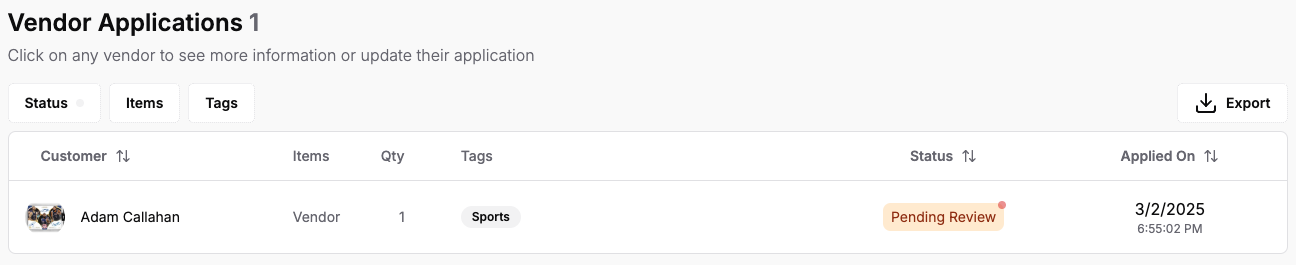 Vendor Applications 1
Click on any vendor to see more information or update their application
Status Items Tags Export
Customer Items Qty Tags Status Applied On
Adam Callahan Vendor 1 Sports Pending Review 3/2/2025
6:55:02 PM